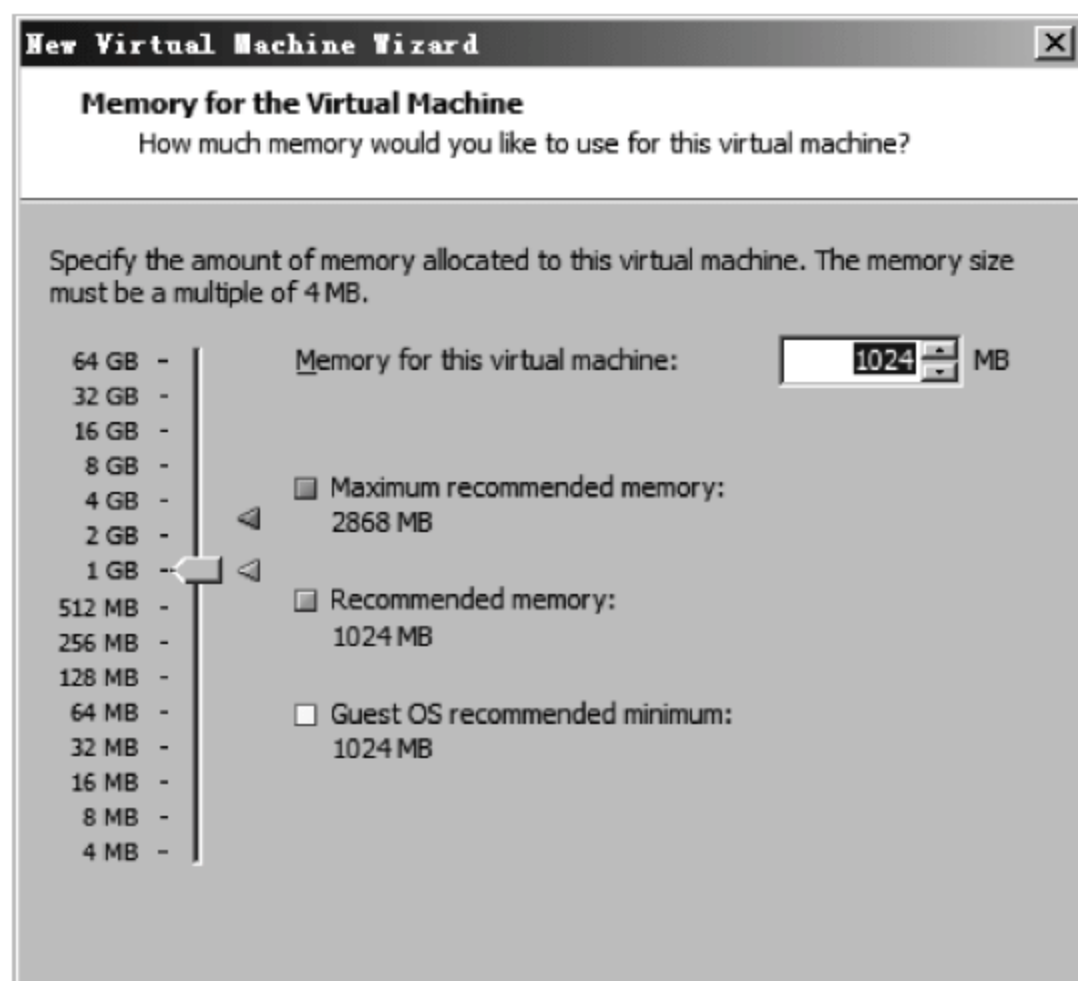 New Virtual Machine Wizard
Memory for the Virtual Machine
How much memory would you like to use for this virtual machine?
Specify the amount of memory allocated to this virtual machine. The memory size
must be a multiple of 4 MB.
64 GB
32 GB
16 GB
8 GB
4 GB
2 GB
1 GB
512 MB
256 MB
128 MB
64 MB
32 MB
16 MB
8 MB
4 MB
Memory for this virtual machine: 1024 MB
Maximum recommended memory:
2868 MB
Recommended memory:
1024 MB
Guest OS recommended minimum:
1024 MB